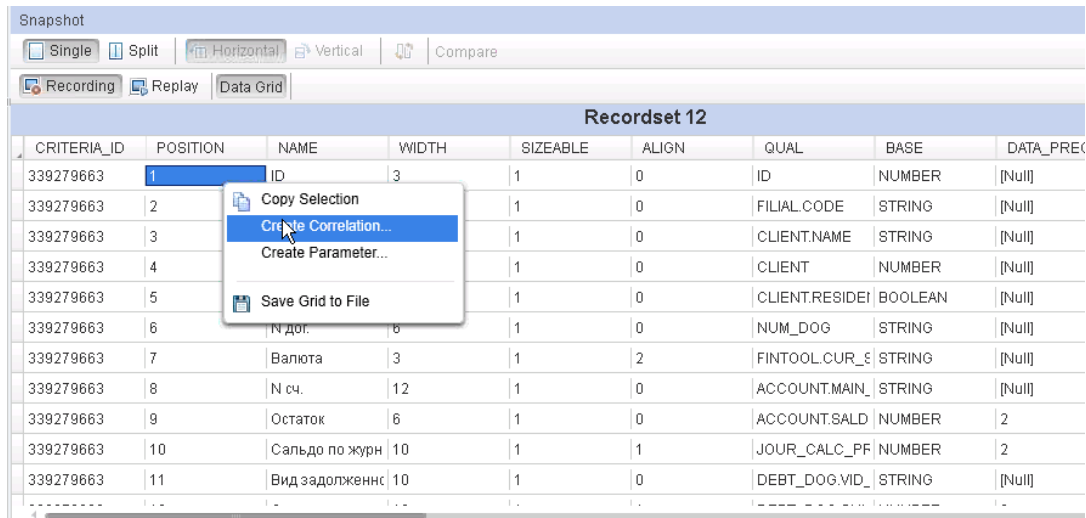 Snapshot
Single Split Horizontal Vertical Compare
Recording Replay Data Grid
Recordset 12
CRITERIA_ID POSITION NAME WIDTH SIZEABLE ALIGN QUAL BASE DATA_PREC
339279663 1 ID 3 1 0 ID NUMBER [Null]
339279663 2 Copy Selection 1 0 FILIAL.CODE STRING [Null]
339279663 3 Create Correlation... 1 0 CLIENT.NAME STRING [Null]
339279663 4 Create Parameter... 1 0 CLIENT NUMBER [Null]
339279663 5 Save Grid to File 1 0 CLIENT.RESIDEN BOOLEAN [Null]
339279663 6 N дог. 6 1 0 NUM_DOG STRING [Null]
339279663 7 Валюта 3 1 2 FINTOOL.CUR_S STRING [Null]
339279663 8 N сч. 12 1 0 ACCOUNT.MAIN_ STRING [Null]
339279663 9 Остаток 6 1 0 ACCOUNT.SALD NUMBER 2
339279663 10 Сальдо по журн 10 1 1 JOUR_CALC_PR NUMBER 2
339279663 11 Вид задолженнс 10 1 0 DEBT_DOG.VID_ STRING [Null]